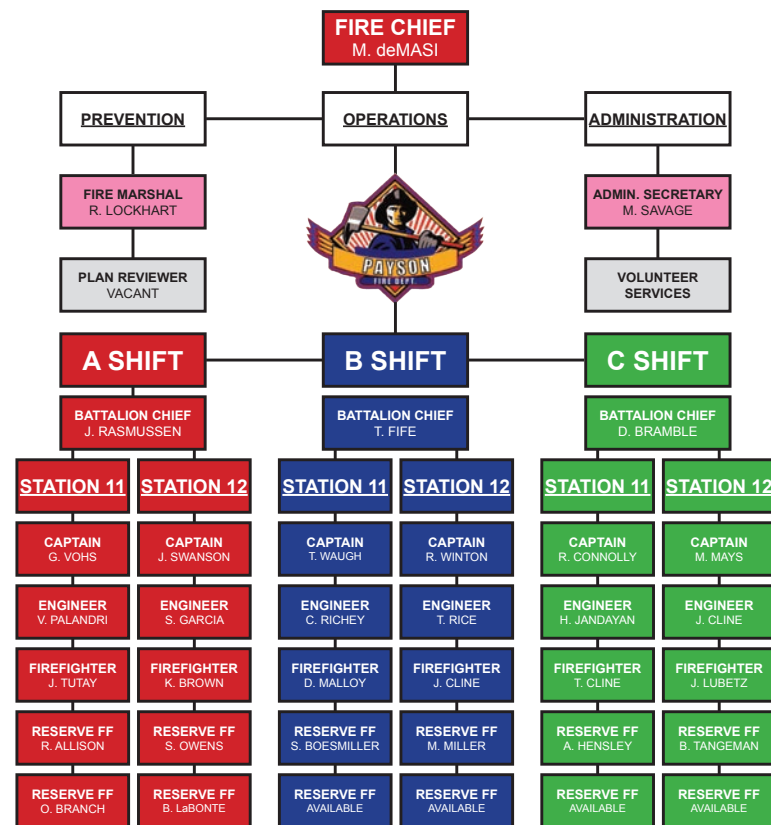 FIRE CHIEF
M. deMASI
PREVENTION
OPERATIONS
ADMINISTRATION
FIRE MARSHAL
R. LOCKHART
ADMIN. SECRETARY
M. SAVAGE
PAYSON
FIRE DEPT.
PLAN REVIEWER
VACANT
VOLUNTEER
SERVICES
A SHIFT
B SHIFT
C SHIFT
BATTALION CHIEF
J. RASMUSSEN
BATTALION CHIEF
T. FIFE
BATTALION CHIEF
D. BRAMBLE
STATION 11
STATION 12
STATION 11
STATION 12
STATION 11
STATION 12
CAPTAIN
G. VOHS
CAPTAIN
J. SWANSON
CAPTAIN
T. WAUGH
CAPTAIN
R. WINTON
CAPTAIN
R. CONNOLLY
CAPTAIN
M. MAYS
ENGINEER
V. PALANDRI
ENGINEER
S. GARCIA
ENGINEER
C. RICHEY
ENGINEER
T. RICE
ENGINEER
H. JANDAYAN
ENGINEER
J. CLINE
FIREFIGHTER
J. TUTAY
FIREFIGHTER
K. BROWN
FIREFIGHTER
D. MALLOY
FIREFIGHTER
J. CLINE
FIREFIGHTER
T. CLINE
FIREFIGHTER
J. LUBETZ
RESERVE FF
R. ALLISON
RESERVE FF
S. OWENS
RESERVE FF
S. BOESMILLER
RESERVE FF
M. MILLER
RESERVE FF
A. HENSLEY
RESERVE FF
B. TANGEMAN
RESERVE FF
O. BRANCH
RESERVE FF
B. LaBONTE
RESERVE FF
AVAILABLE
RESERVE FF
AVAILABLE
RESERVE FF
AVAILABLE
RESERVE FF
AVAILABLE